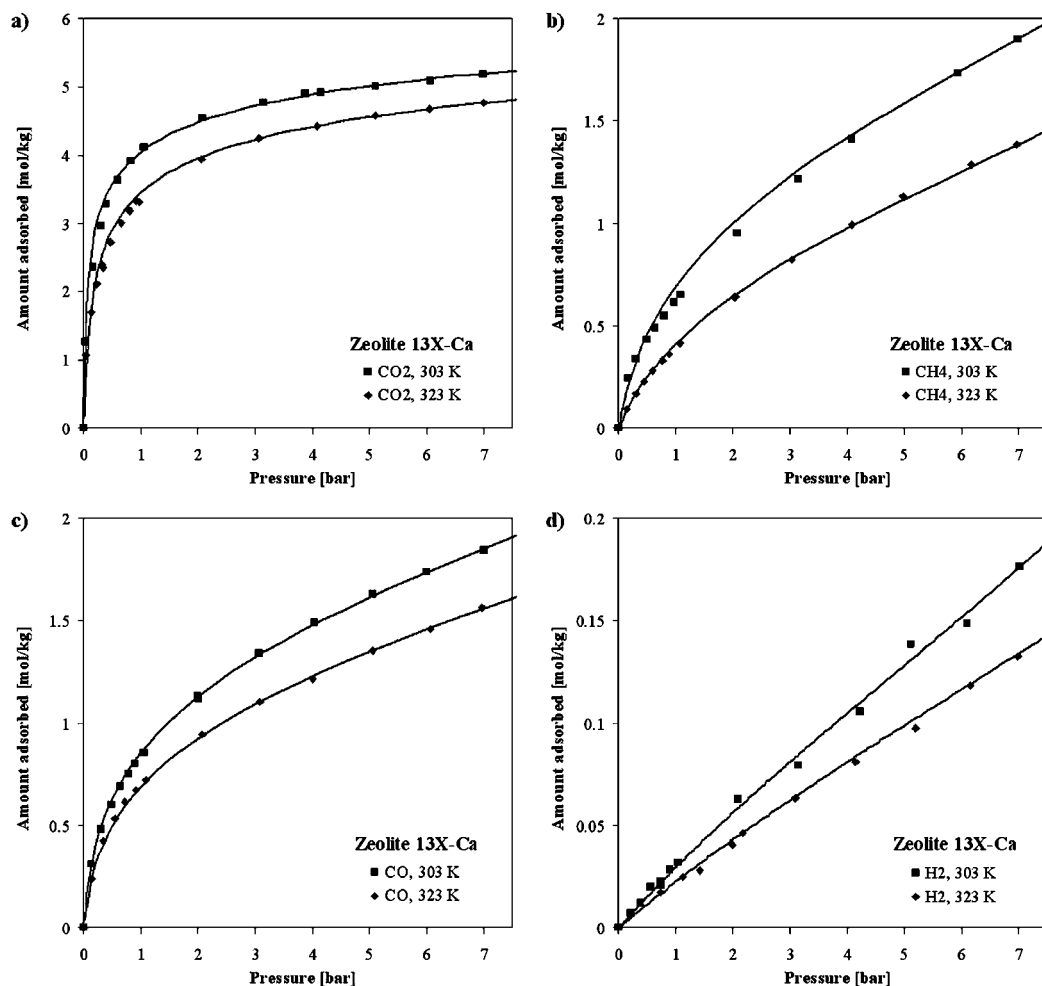 a)
6
5
4
3
2
1
0
Amount adsorbed [mol/kg]
Zeolite 13X-Ca
CO2, 303 K
CO2, 323 K
0 1 2 3 4 5 6 7
Pressure [bar]
b)
2
1.5
1
0.5
0
Amount adsorbed [mol/kg]
Zeolite 13X-Ca
CH4, 303 K
CH4, 323 K
0 1 2 3 4 5 6 7
Pressure [bar]
c)
2
1.5
1
0.5
0
Amount adsorbed [mol/kg]
Zeolite 13X-Ca
CO, 303 K
CO, 323 K
0 1 2 3 4 5 6 7
Pressure [bar]
d)
0.2
0.15
0.1
0.05
0
Amount adsorbed [mol/kg]
Zeolite 13X-Ca
H2, 303 K
H2, 323 K
0 1 2 3 4 5 6 7
Pressure [bar]